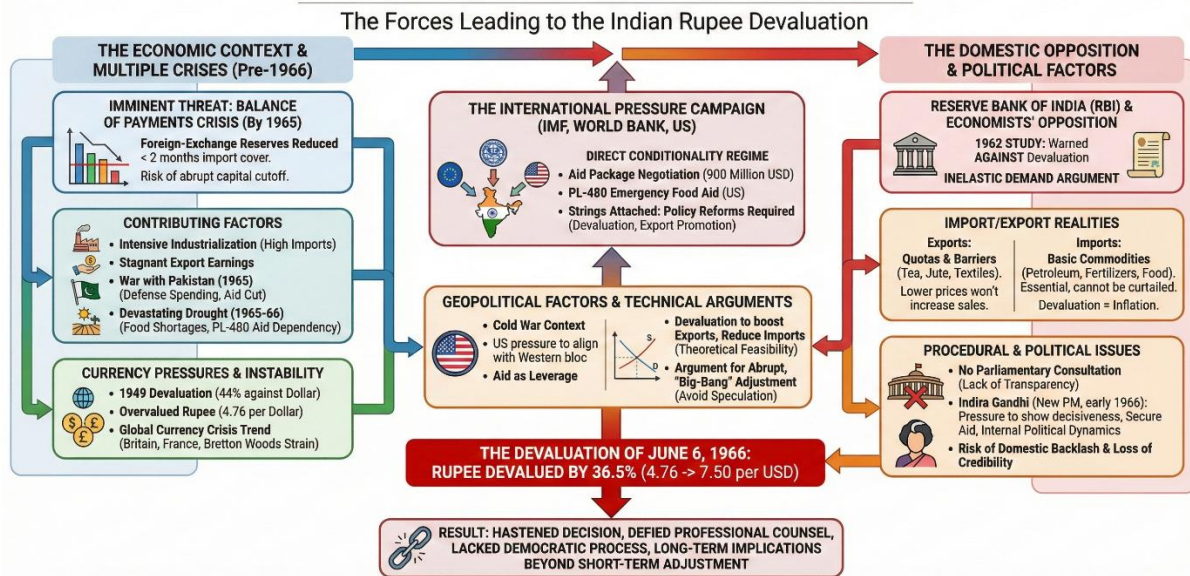 The Forces Leading to the Indian Rupee Devaluation
THE ECONOMIC CONTEXT &
MULTIPLE CRISES (Pre-1966)
IMMINENT THREAT: BALANCE
OF PAYMENTS CRISIS (By 1965)
Foreign-Exchange Reserves Reduced
< 2 months import cover.
Risk of abrupt capital cutoff.
CONTRIBUTING FACTORS
• Intensive Industrialization (High Imports)
• Stagnant Export Earnings
• War with Pakistan (1965)
(Defense Spending, Aid Cut)
• Devastating Drought (1965-66)
(Food Shortages, PL-480 Aid Dependency)
CURRENCY PRESSURES & INSTABILITY
• 1949 Devaluation (44% against Dollar)
• Overvalued Rupee (4.76 per Dollar)
• Global Currency Crisis Trend
(Britain, France, Bretton Woods Strain)
$ £
£
THE INTERNATIONAL PRESSURE CAMPAIGN
(IMF, WORLD BANK, US)
DIRECT CONDITIONALITY REGIME
• Aid Package Negotiation (900 Million USD)
• PL-480 Emergency Food Aid (US)
• Strings Attached: Policy Reforms Required
(Devaluation, Export Promotion)
GEOPOLITICAL FACTORS & TECHNICAL ARGUMENTS
• Cold War Context
• US pressure to align
with Western bloc
• Aid as Leverage
S
D
• Devaluation to boost
Exports, Reduce Imports
(Theoretical Feasibility)
• Argument for Abrupt,
"Big-Bang" Adjustment
(Avoid Speculation)
THE DEVALUATION OF JUNE 6, 1966:
RUPEE DEVALUED BY 36.5% (4.76 -> 7.50 per USD)
RESULT: HASTENED DECISION, DEFIED PROFESSIONAL COUNSEL,
LACKED DEMOCRATIC PROCESS, LONG-TERM IMPLICATIONS
BEYOND SHORT-TERM ADJUSTMENT
THE DOMESTIC OPPOSITION
& POLITICAL FACTORS
RESERVE BANK OF INDIA (RBI) &
ECONOMISTS' OPPOSITION
1962 STUDY: Warned
AGAINST Devaluation
INELASTIC DEMAND ARGUMENT
IMPORT/EXPORT REALITIES
Exports:
Quotas & Barriers
(Tea, Jute, Textiles).
Lower prices won't
increase sales.
Imports:
Basic Commodities
(Petroleum, Fertilizers, Food).
Essential, cannot be curtailed.
Devaluation = Inflation.
PROCEDURAL & POLITICAL ISSUES
• No Parliamentary Consultation
(Lack of Transparency)
• Indira Gandhi (New PM, early 1966):
Pressure to show decisiveness, Secure
Aid, Internal Political Dynamics
• Risk of Domestic Backlash & Loss of
Credibility